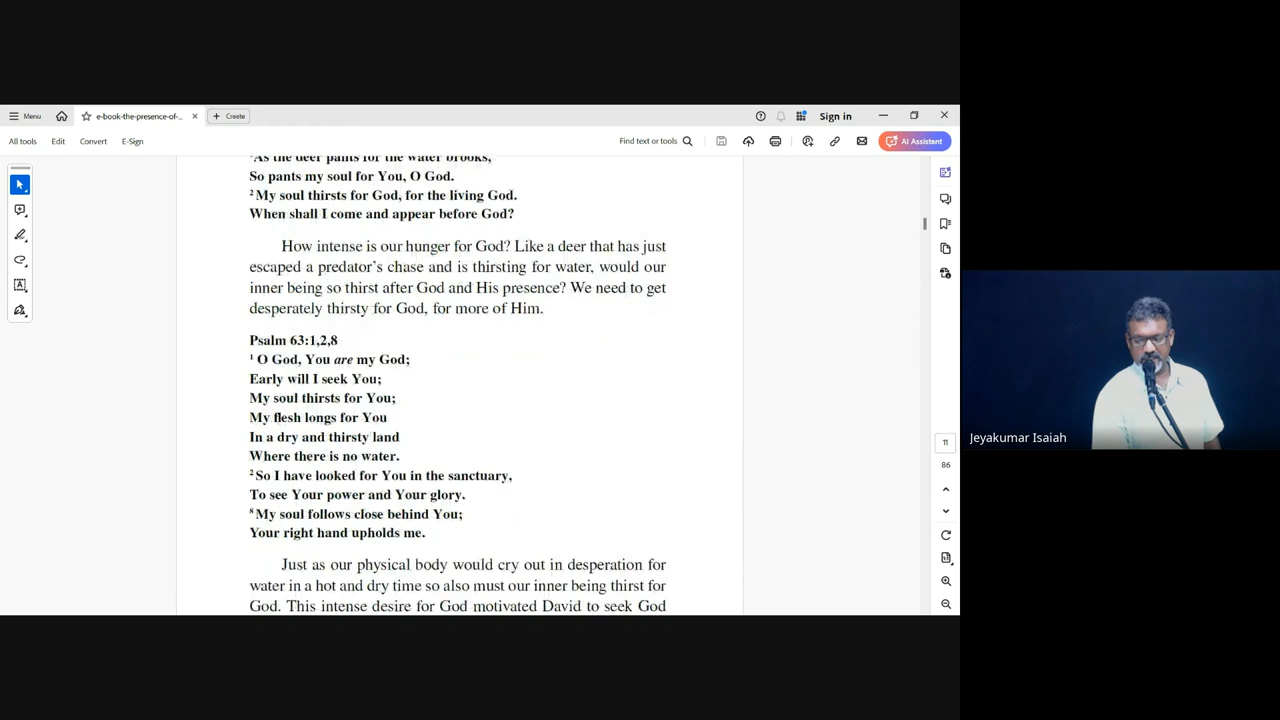 Menu
e-book-the-presence-of-...
Create
Sign in
All tools
Edit
Convert
E-Sign
Find text or tools
AI Assistant
¹As the deer pants for the water brooks,
So pants my soul for You, O God.
²My soul thirsts for God, for the living God.
When shall I come and appear before God?
How intense is our hunger for God? Like a deer that has just
escaped a predator's chase and is thirsting for water, would our
inner being so thirst after God and His presence? We need to get
desperately thirsty for God, for more of Him.
Psalm 63:1,2,8
¹ O God, You are my God;
Early will I seek You;
My soul thirsts for You;
My flesh longs for You
In a dry and thirsty land
Where there is no water.
²So I have looked for You in the sanctuary,
To see Your power and Your glory.
⁸My soul follows close behind You;
Your right hand upholds me.
Just as our physical body would cry out in desperation for
water in a hot and dry time so also must our inner being thirst for
God. This intense desire for God motivated David to seek God
11
86
Jeyakumar Isaiah